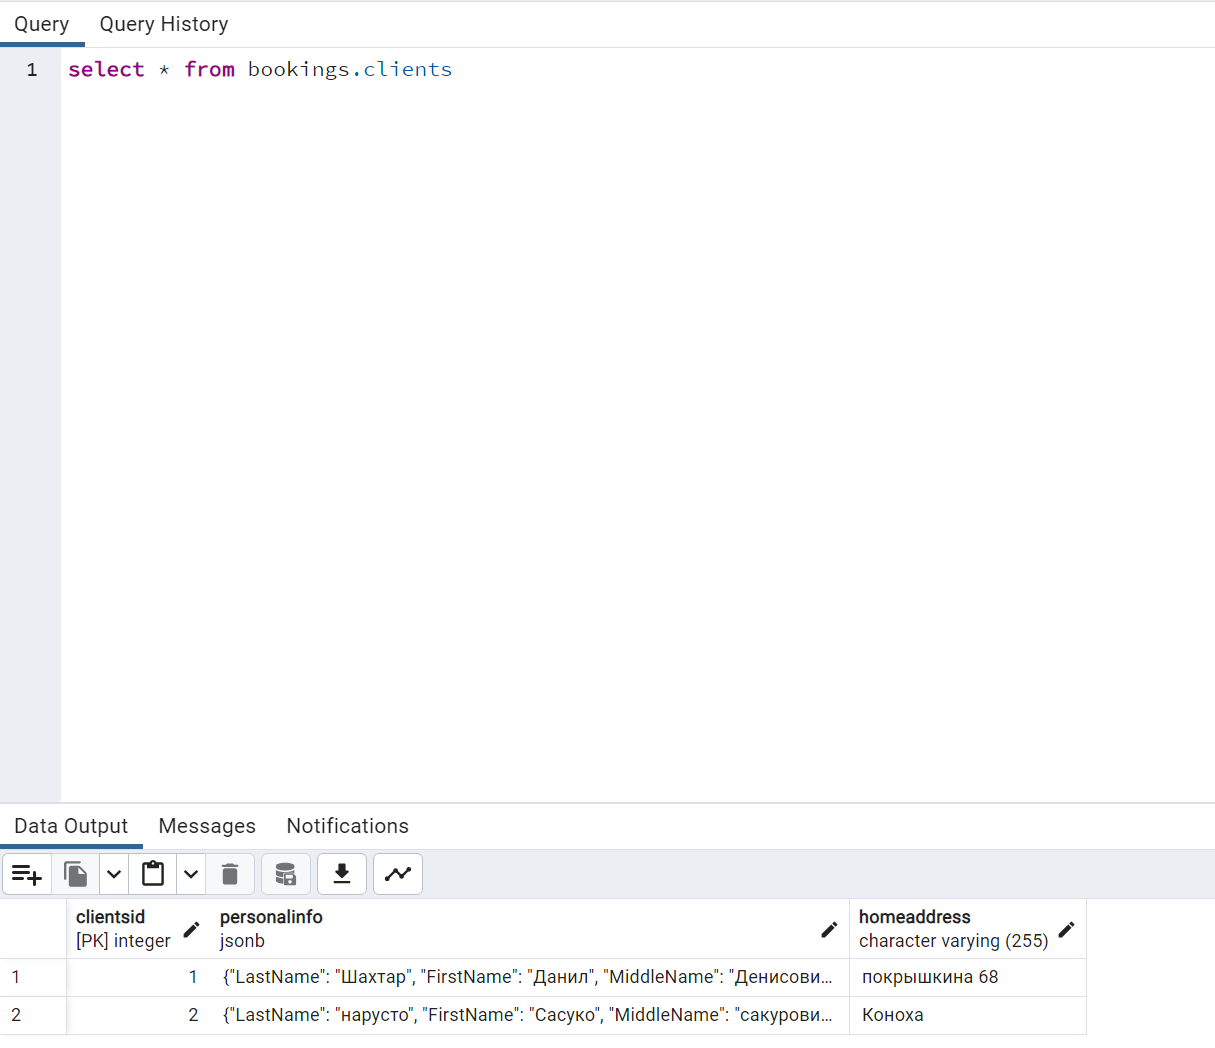 Query Query History
1 select * from bookings.clients
Data Output Messages Notifications
clientsid personalinfo homeaddress
[PK] integer jsonb character varying (255)
1 1 {"LastName": "Шахтар", "FirstName": "Данил", "MiddleName": "Денисови... покрышкина 68
2 2 {"LastName": "нарусто", "FirstName": "Сасуко", "MiddleName": "сакурови... Коноха